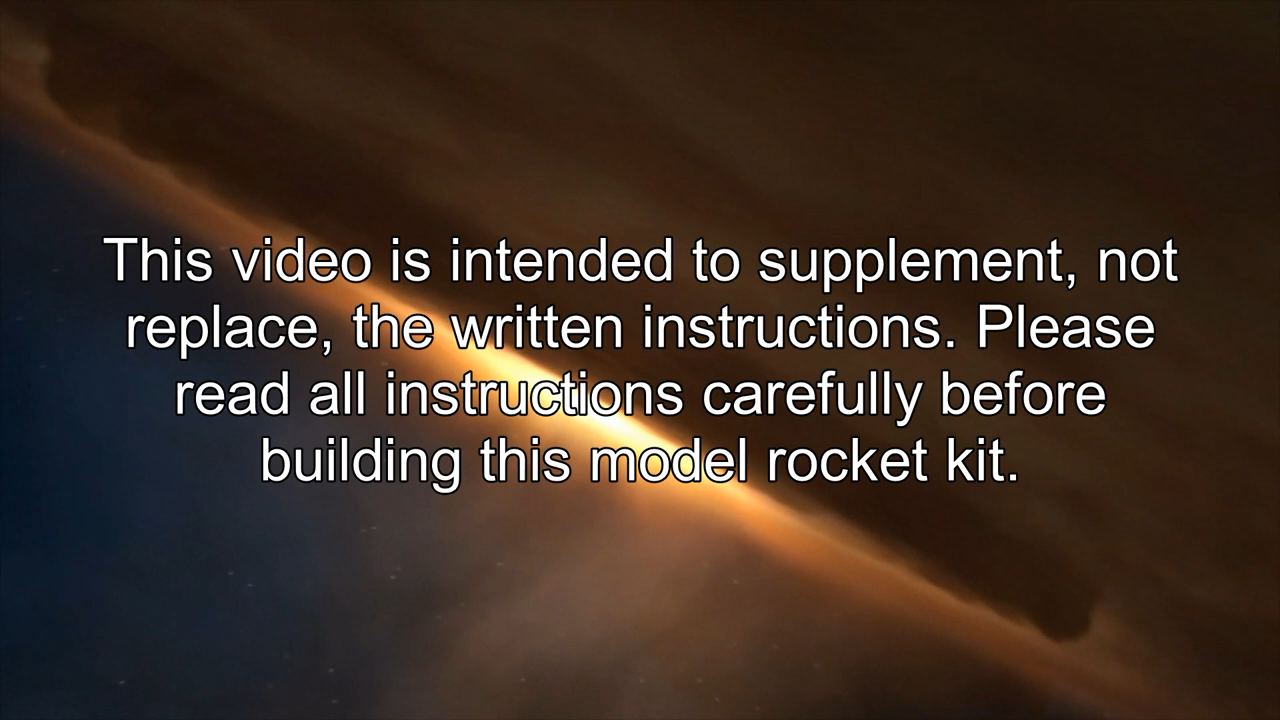 This video is intended to supplement, not
replace, the written instructions. Please
read all instructions carefully before
building this model rocket kit.